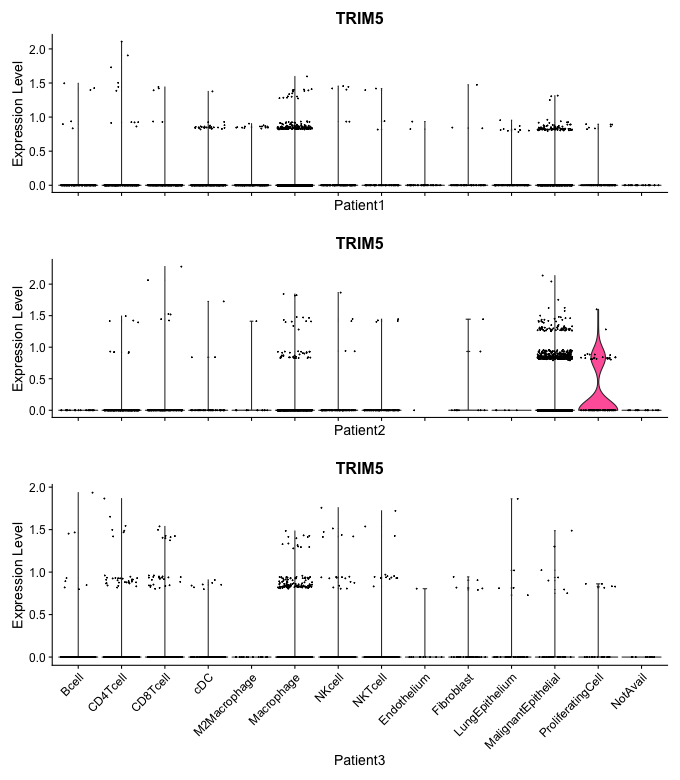 TRIM5
Expression Level
2.0
1.5
1.0
0.5
0.0
Patient1
TRIM5
Expression Level
2.0
1.5
1.0
0.5
0.0
Patient2
TRIM5
Expression Level
2.0
1.5
1.0
0.5
0.0
Bcell
CD4Tcell
CD8Tcell
cDC
M2Macrophage
Macrophage
NKcell
NKTcell
Endothelium
Fibroblast
LungEpithelium
MalignantEpithelial
ProliferatingCell
NotAvail
Patient3